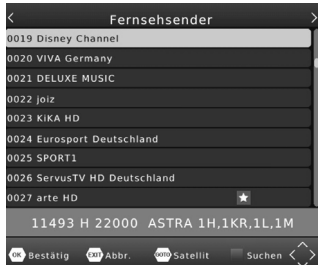 < Fernsehsender >
0019 Disney Channel
0020 VIVA Germany
0021 DELUXE MUSIC
0022 joiz
0023 KiKA HD
0024 Eurosport Deutschland
0025 SPORT1
0026 ServusTV HD Deutschland
0027 arte HD
11493 H 22000 ASTRA 1H,1KR,1L,1M
OK Bestätig EXIT Abbr. GOTO Satellit Suchen